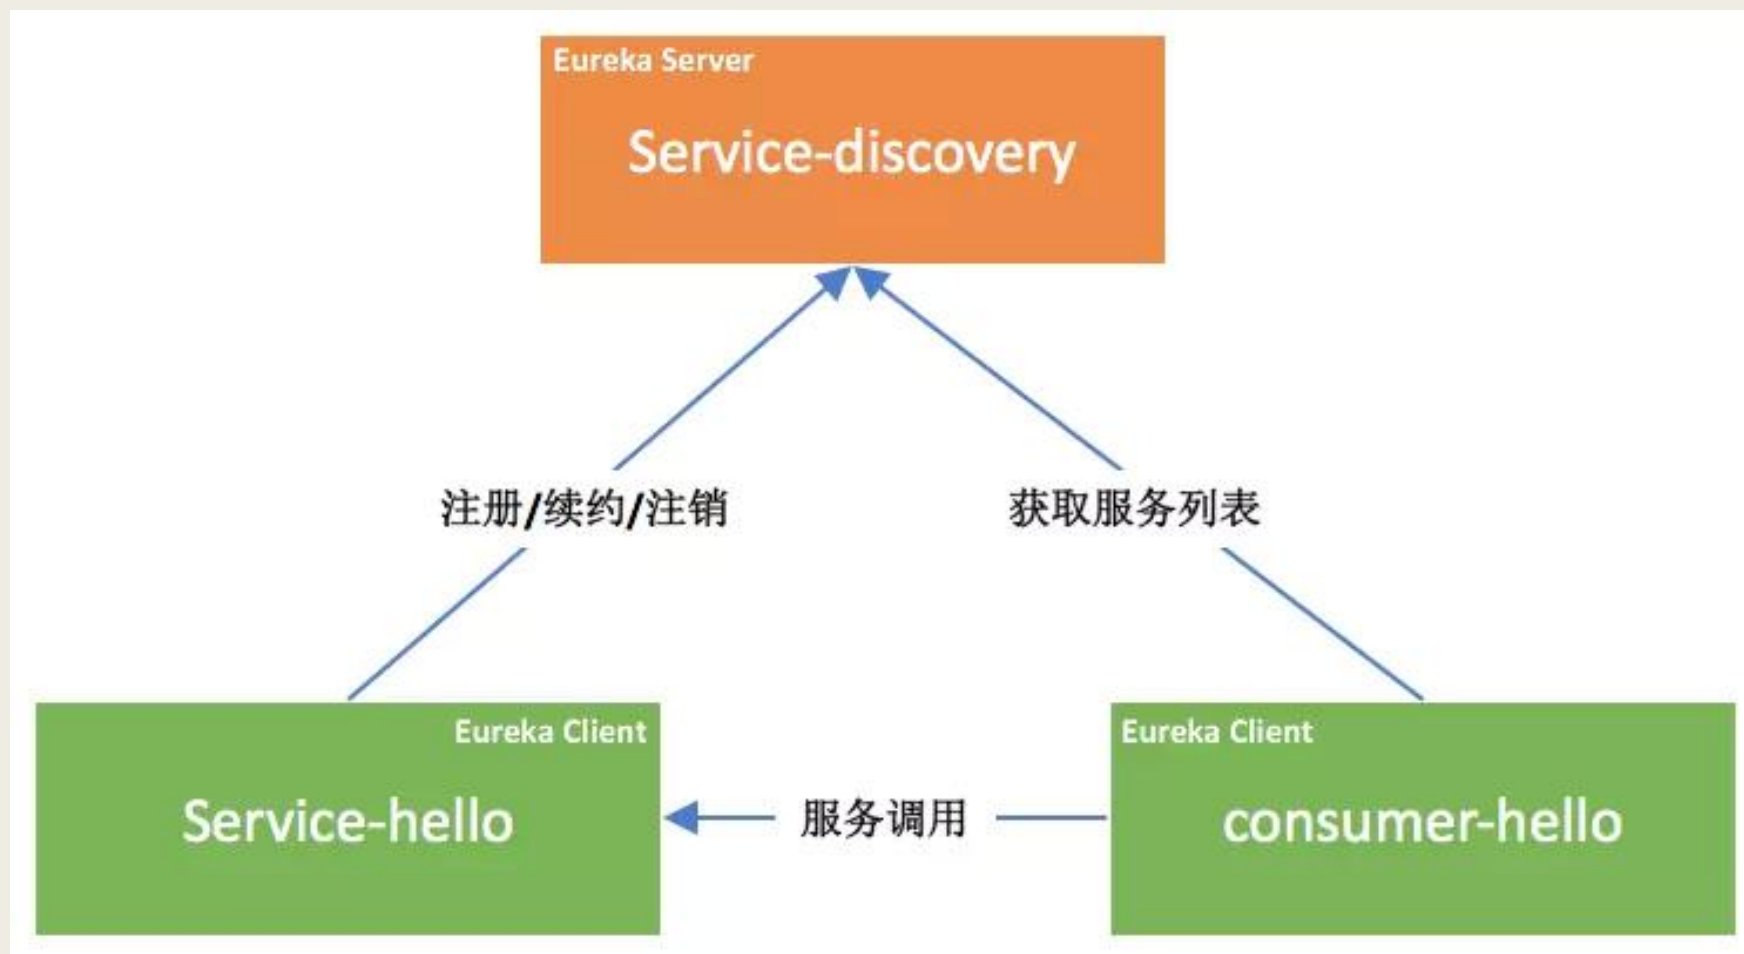 Eureka Server
Service-discovery
注册/续约/注销
获取服务列表
Eureka Client
Service-hello
服务调用
Eureka Client
consumer-hello